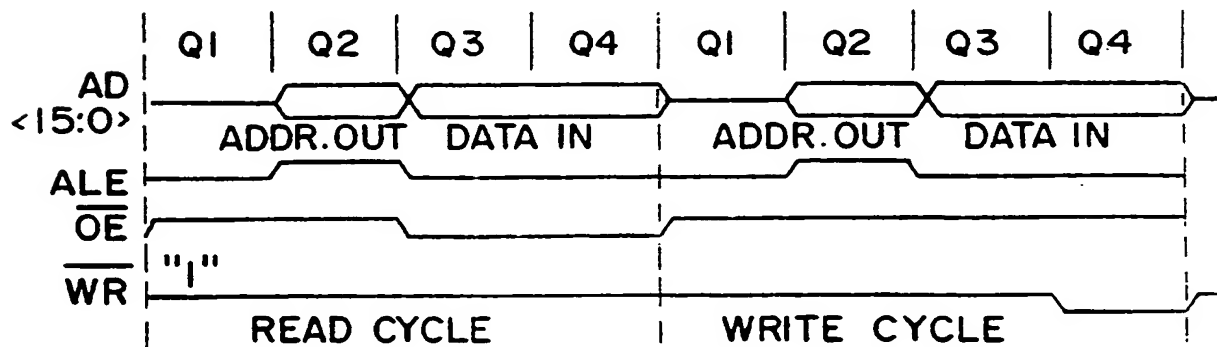 Q1 Q2 Q3 Q4 Q1 Q2 Q3 Q4
AD
<15:0>
ADDR.OUT DATA IN ADDR.OUT DATA IN
ALE
OE
"1"
WR
READ CYCLE WRITE CYCLE